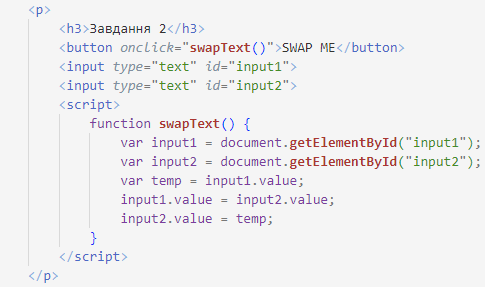 <p>
<h3>Завдання 2</h3>
<button onclick="swapText()">SWAP ME</button>
<input type="text" id="input1">
<input type="text" id="input2">
<script>
function swapText() {
var input1 = document.getElementById("input1");
var input2 = document.getElementById("input2");
var temp = input1.value;
input1.value = input2.value;
input2.value = temp;
}
</script>
</p>